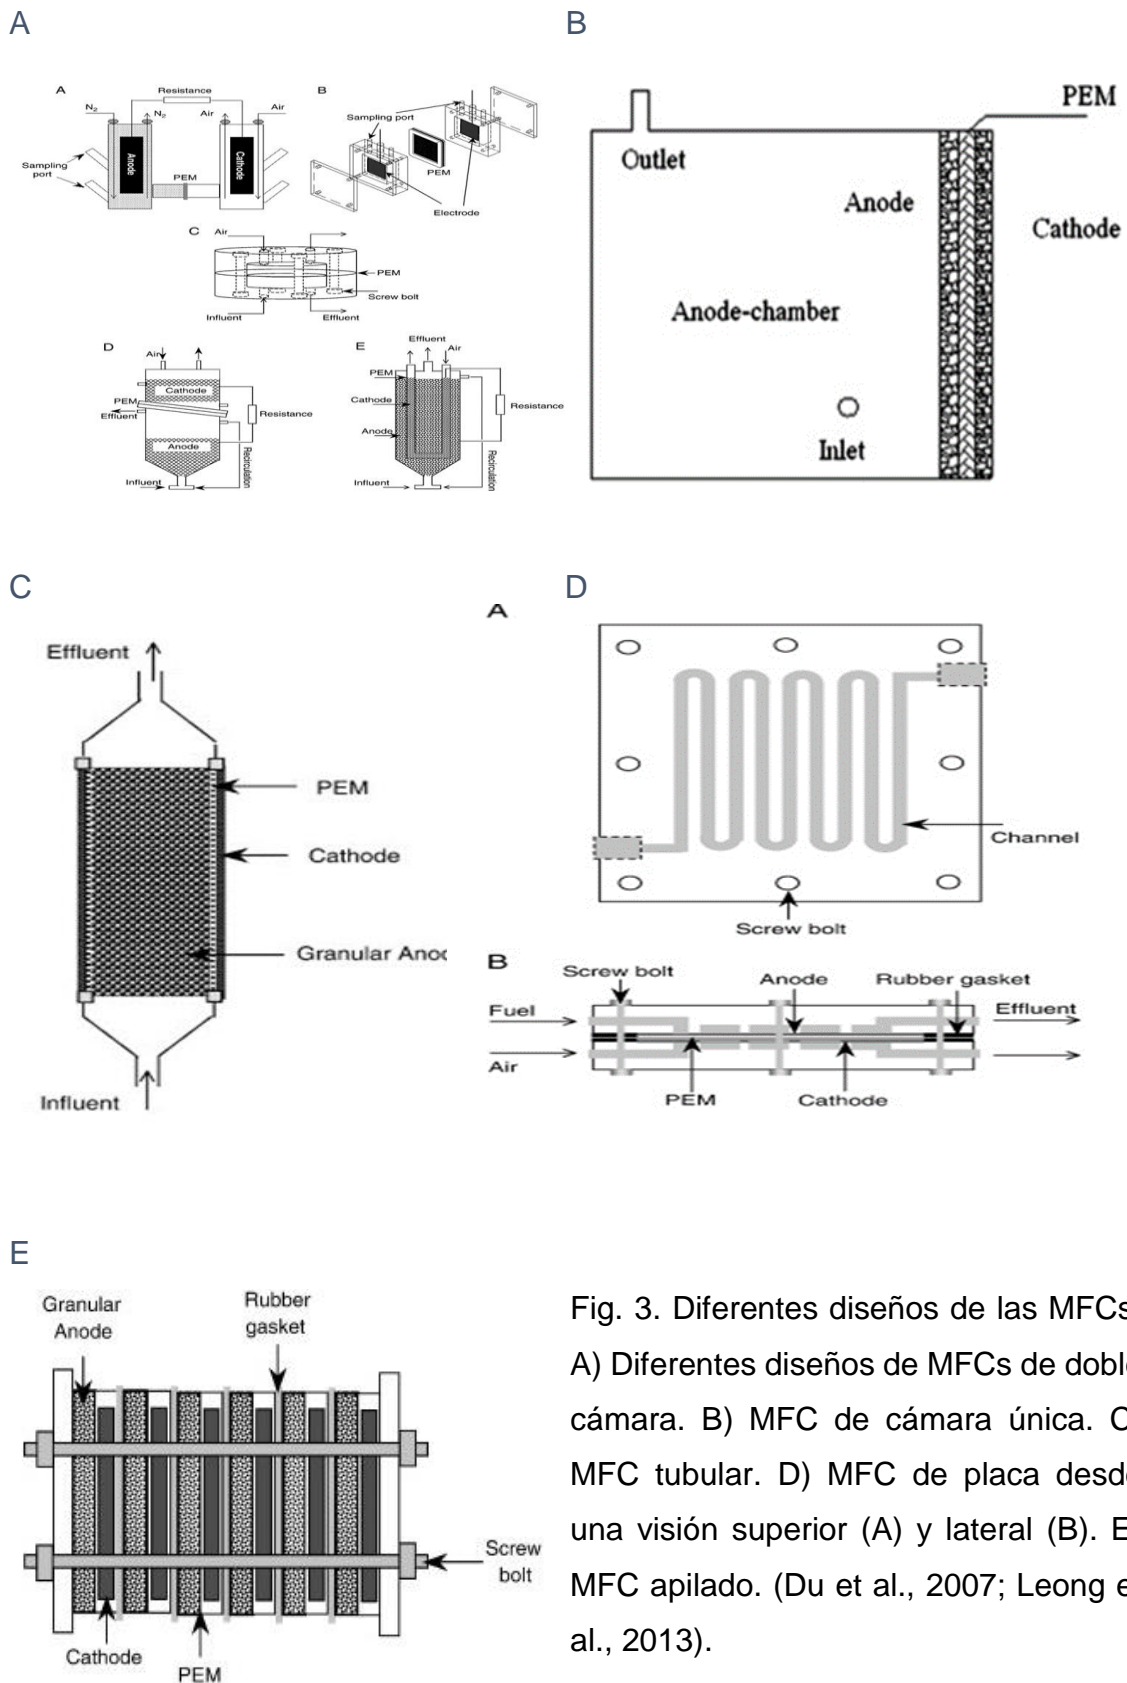 A
B
A
Resistance
N2
N2
Air
Air
Anode
Cathode
Sampling
port
PEM
B
Sampling port
PEM
Electrode
C
Air
PEM
Screw bolt
Influent
Effluent
D
Air
Cathode
PEM
Effluent
Resistance
Anode
Recirculation
Influent
E
Effluent
Air
PEM
Cathode
Resistance
Anode
Recirculation
Influent
PEM
Outlet
Anode
Cathode
Anode-chamber
Inlet
C
D
Effluent
PEM
Cathode
Granular Anoc
Influent
A
Channel
Screw bolt
B
Screw bolt
Anode
Rubber gasket
Fuel
Effluent
Air
PEM
Cathode
E
Granular
Anode
Rubber
gasket
Screw
bolt
Cathode
PEM
Fig. 3. Diferentes diseños de las MFCs
A) Diferentes diseños de MFCs de doble
cámara. B) MFC de cámara única. C
MFC tubular. D) MFC de placa desde
una visión superior (A) y lateral (B). E
MFC apilado. (Du et al., 2007; Leong e
al., 2013).